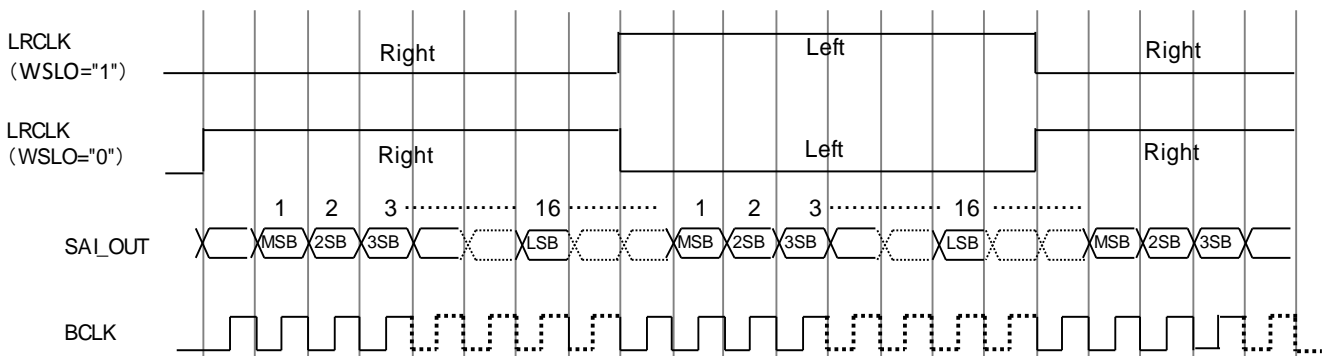 LRCLK
（WSLO="1"） Right Left Right
LRCLK
（WSLO="0"） Right Left Right
1 2 3 ........... 16 ........... 1 2 3 ........... 16 ...........
SAI_OUT MSB 2SB 3SB LSB MSB 2SB 3SB LSB MSB 2SB 3SB
BCLK